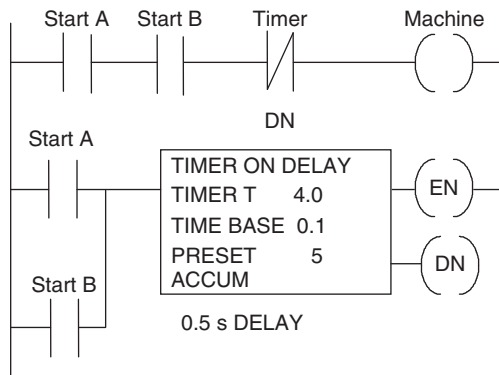 Start A Start B Timer Machine
DN
Start A
TIMER ON DELAY
TIMER T 4.0
EN
TIME BASE 0.1
PRESET 5
DN
ACCUM
Start B
0.5 s DELAY